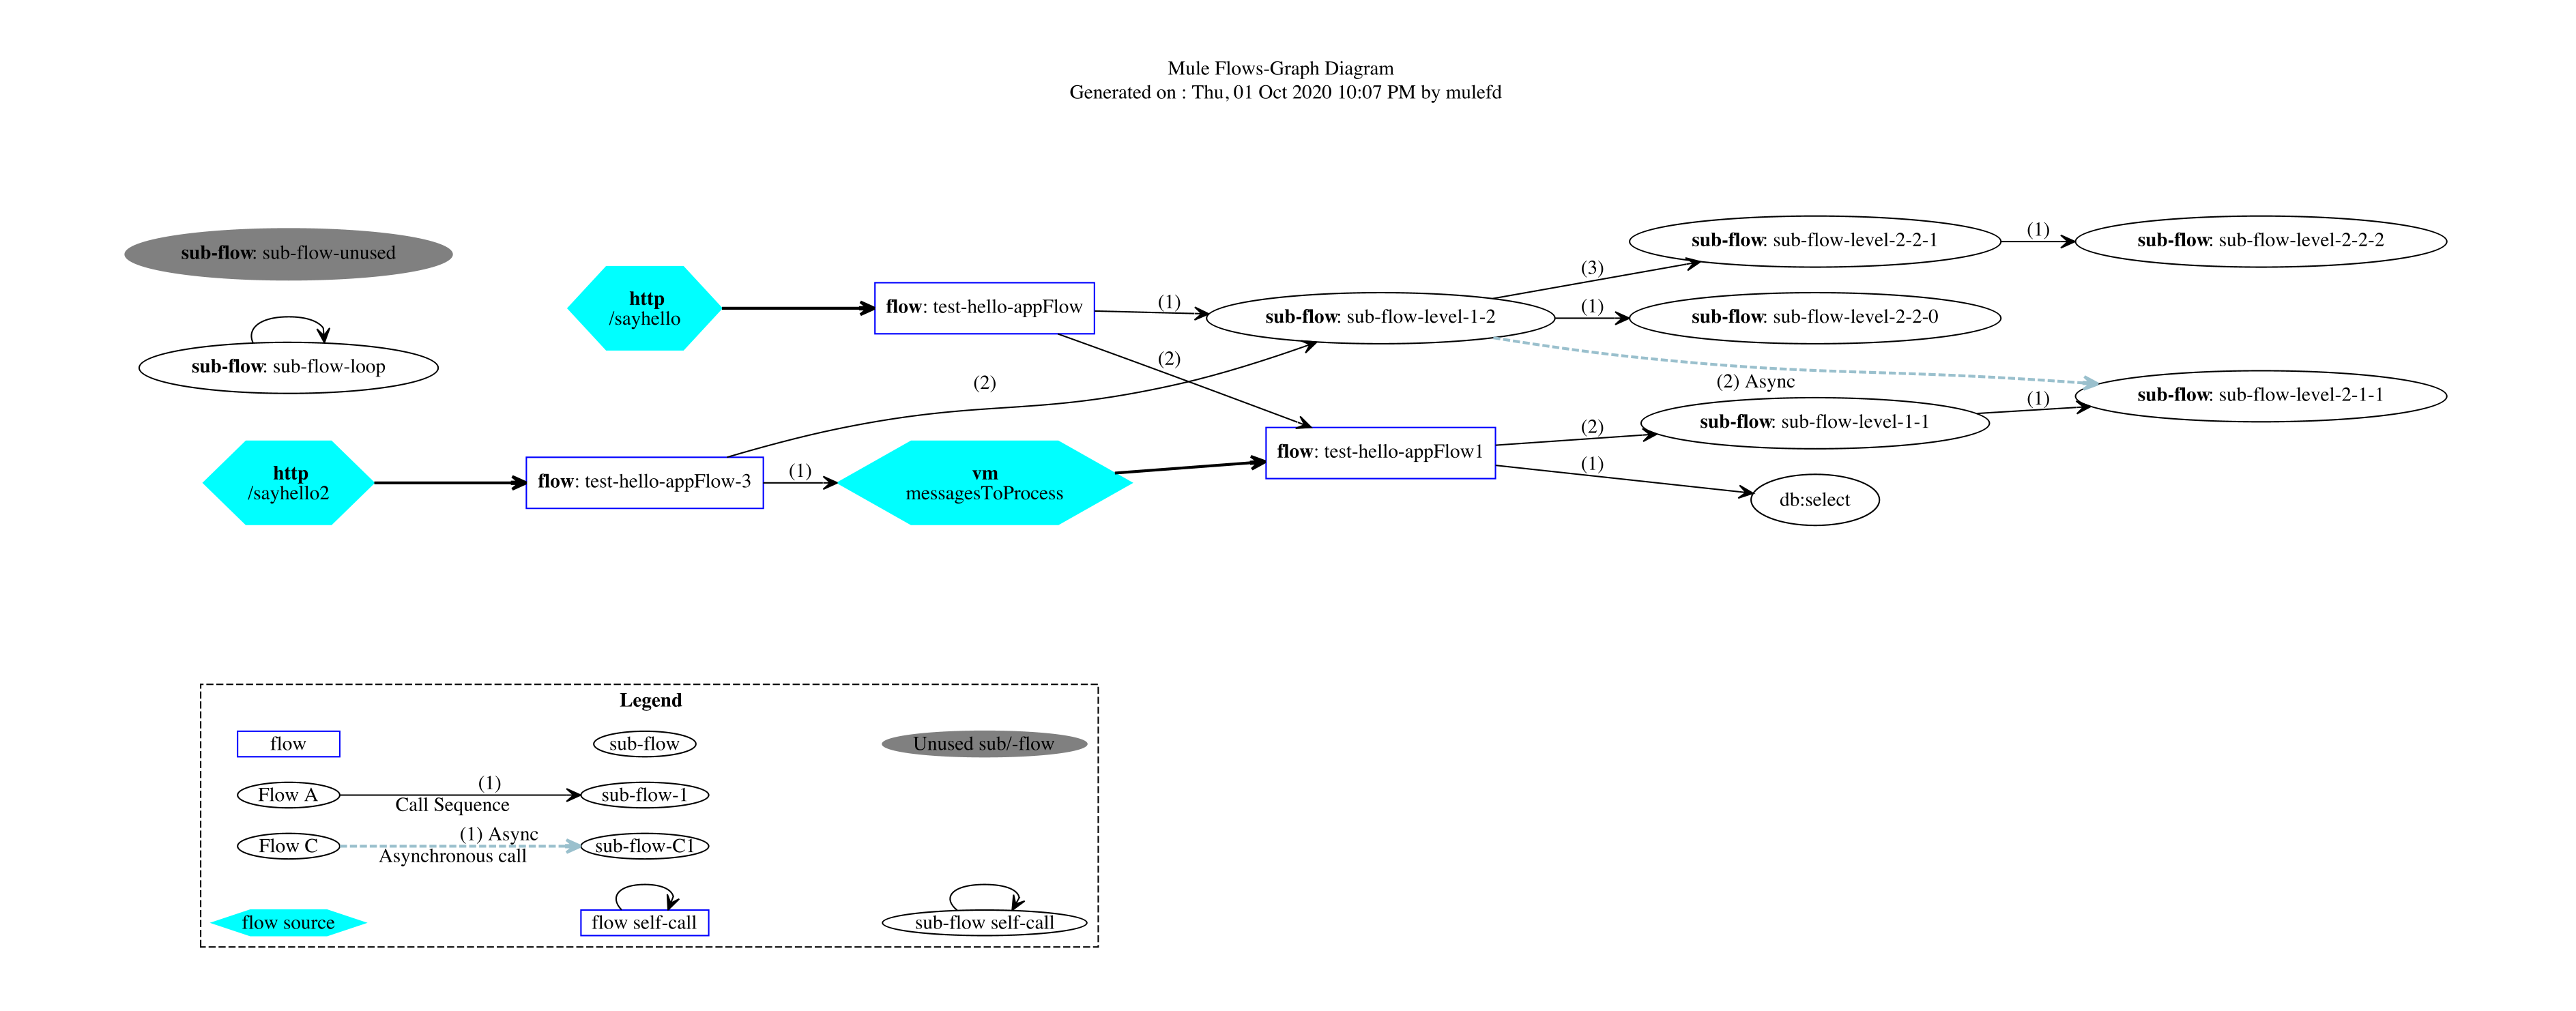 Mule Flows-Graph Diagram
Generated on : Thu, 01 Oct 2020 10:07 PM by mulefd
sub-flow: sub-flow-unused
sub-flow: sub-flow-loop
http
/sayhello
flow: test-hello-appFlow
(1)
(2)
sub-flow: sub-flow-level-1-2
(3)
sub-flow: sub-flow-level-2-2-1
(1)
sub-flow: sub-flow-level-2-2-2
(1)
sub-flow: sub-flow-level-2-2-0
(2) Async
sub-flow: sub-flow-level-2-1-1
http
/sayhello2
flow: test-hello-appFlow-3
(2)
(1)
vm
messagesToProcess
flow: test-hello-appFlow1
(2)
sub-flow: sub-flow-level-1-1
(1)
(1)
db:select
Legend
flow
sub-flow
Unused sub/-flow
Flow A
(1)
Call Sequence
sub-flow-1
Flow C
(1) Async
Asynchronous call
sub-flow-C1
flow source
flow self-call
sub-flow self-call